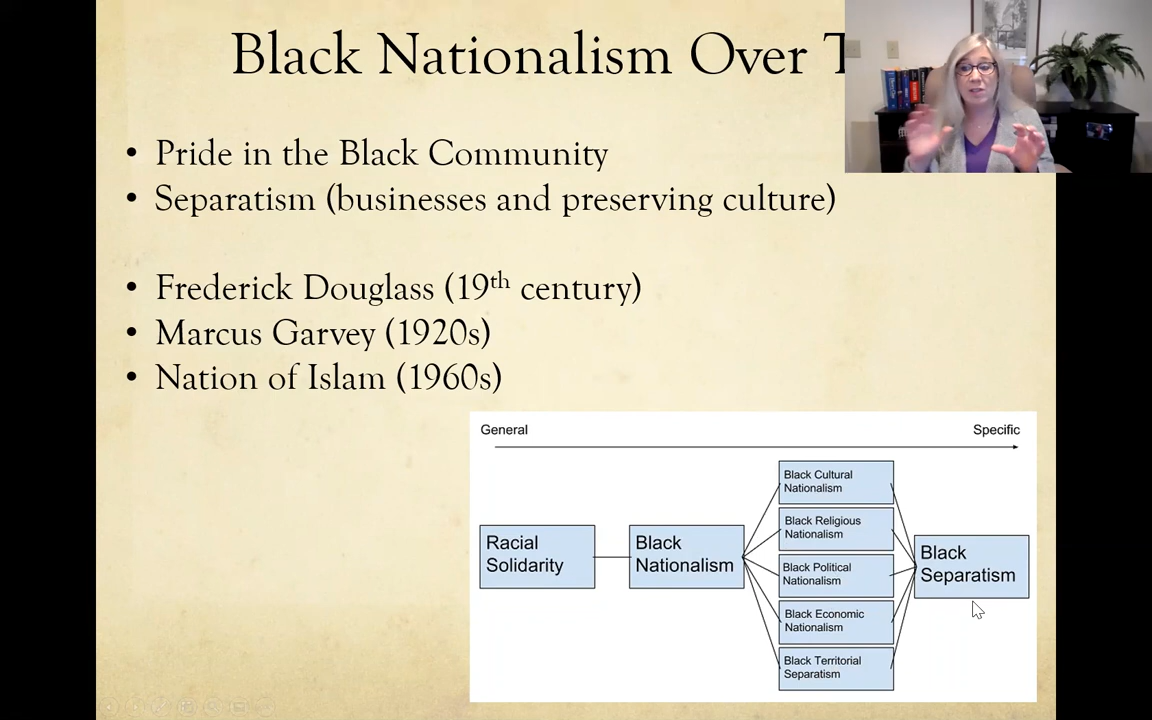 Black Nationalism Over T
• Pride in the Black Community
• Separatism (businesses and preserving culture)
• Frederick Douglass (19th century)
• Marcus Garvey (1920s)
• Nation of Islam (1960s)
General
Specific
Racial
Solidarity
Black
Nationalism
Black Cultural
Nationalism
Black Religious
Nationalism
Black Political
Nationalism
Black Economic
Nationalism
Black Territorial
Separatism
Black
Separatism